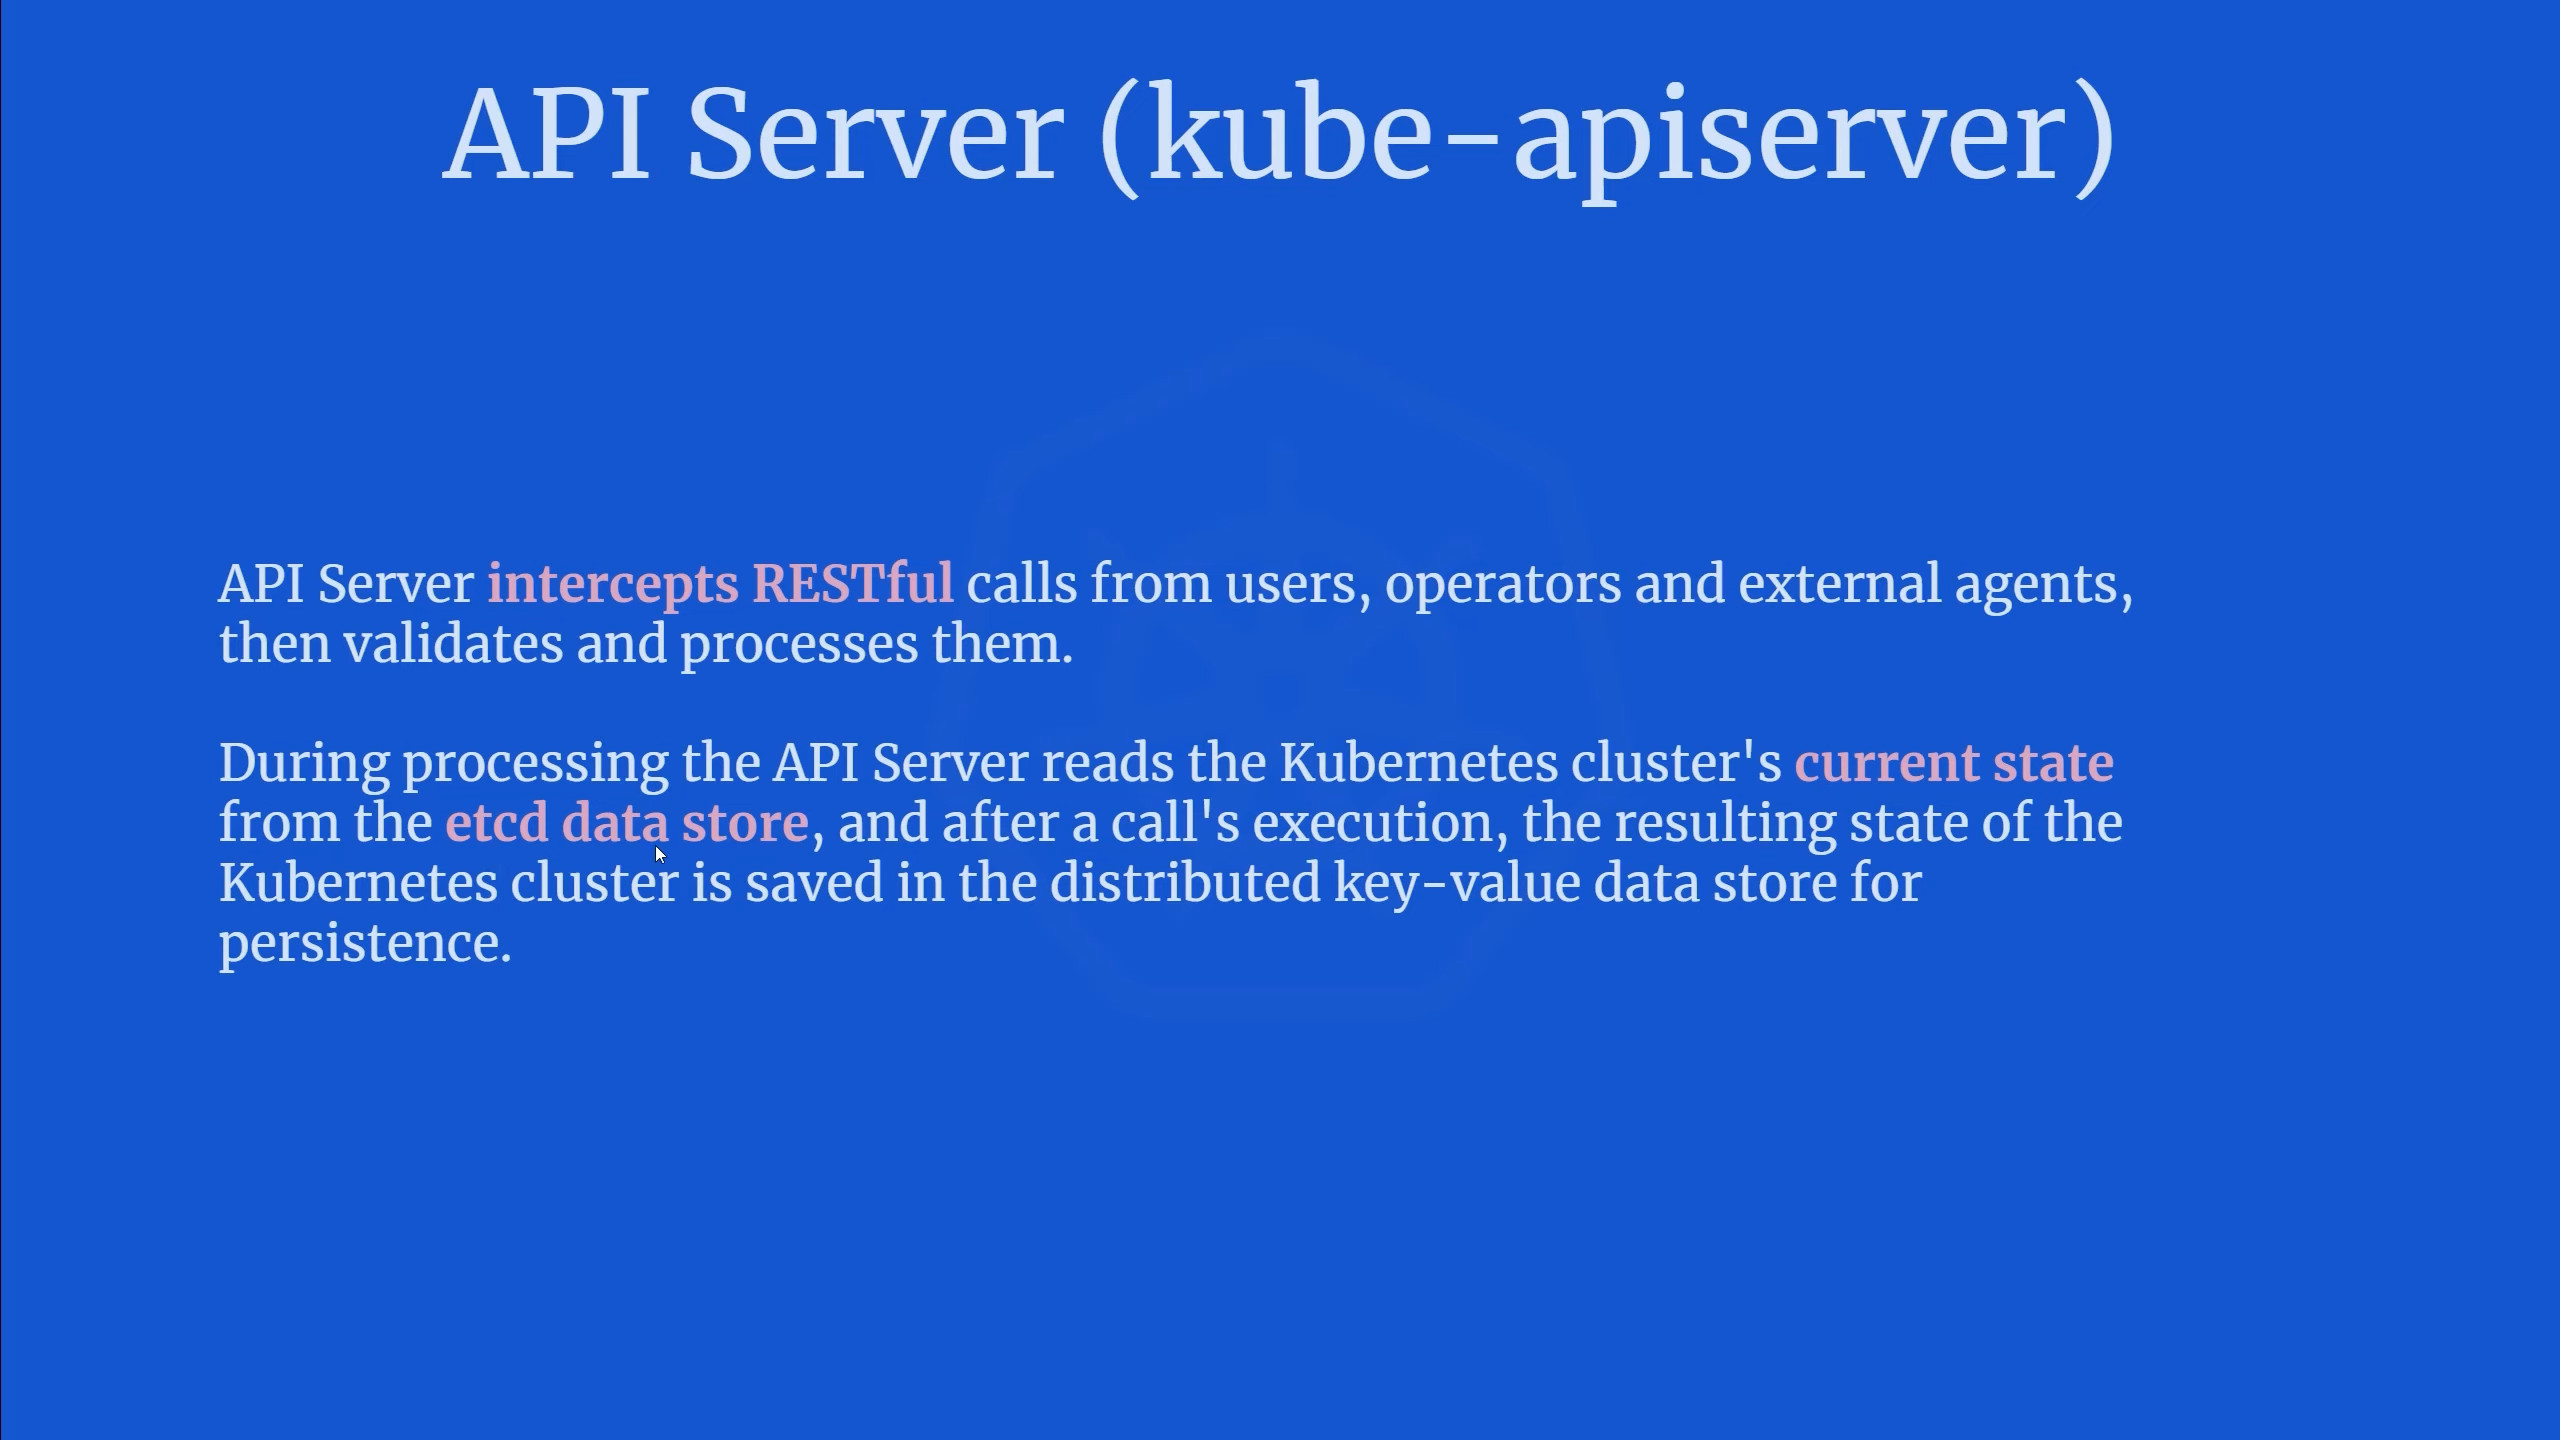 API Server (kube-apiserver)
API Server intercepts RESTful calls from users, operators and external agents,
then validates and processes them.
During processing the API Server reads the Kubernetes cluster's current state
from the etcd data store, and after a call's execution, the resulting state of the
Kubernetes cluster is saved in the distributed key-value data store for
persistence.